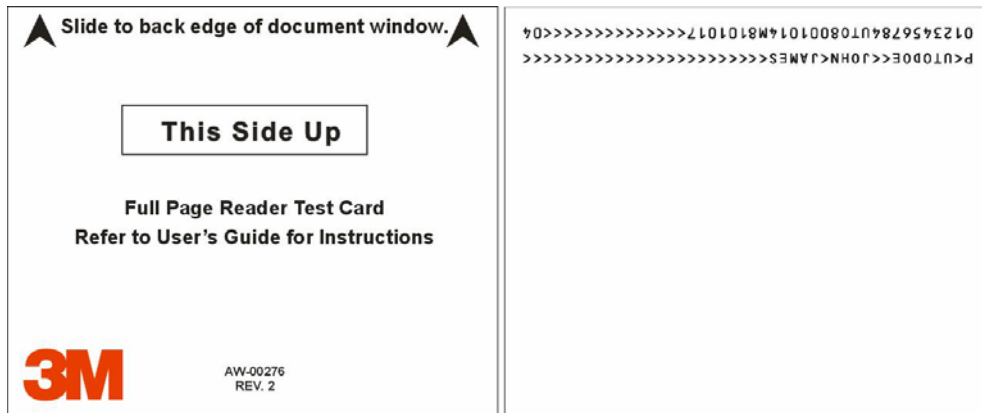 Slide to back edge of document window.
This Side Up
Full Page Reader Test Card
Refer to User's Guide for Instructions
3M
AW-00276
REV. 2
P<UTODOE<<JOHN<JAMES<<<<<<<<<<<<<<<<<<<<<<<<
0123456784UTO8001014M8101017<<<<<<<<<<<<<<04